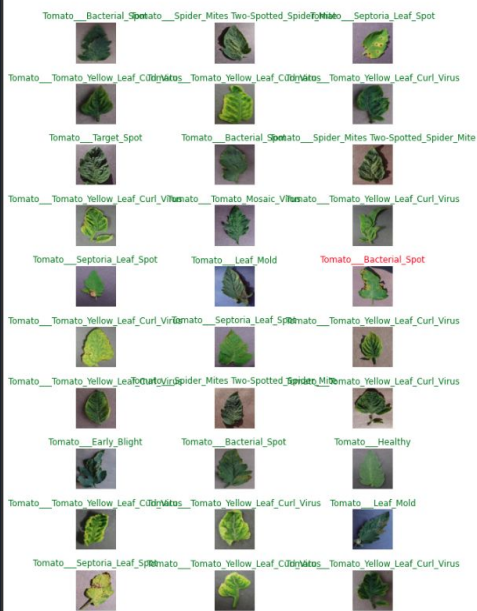 Tomato___Bacterial_Spot
Tomato___Spider_Mites Two-Spotted_Spider_Mite
Tomato___Septoria_Leaf_Spot
Tomato___Tomato_Yellow_Leaf_Curl_Virus
Tomato___Tomato_Yellow_Leaf_Curl_Virus
Tomato___Tomato_Yellow_Leaf_Curl_Virus
Tomato___Target_Spot
Tomato___Bacterial_Spot
Tomato___Spider_Mites Two-Spotted_Spider_Mite
Tomato___Tomato_Yellow_Leaf_Curl_Virus
Tomato___Tomato_Mosaic_Virus
Tomato___Tomato_Yellow_Leaf_Curl_Virus
Tomato___Septoria_Leaf_Spot
Tomato___Leaf_Mold
Tomato___Bacterial_Spot
Tomato___Tomato_Yellow_Leaf_Curl_Virus
Tomato___Septoria_Leaf_Spot
Tomato___Tomato_Yellow_Leaf_Curl_Virus
Tomato___Tomato_Yellow_Leaf_Curl_Virus
Tomato___Spider_Mites Two-Spotted_Spider_Mite
Tomato___Tomato_Yellow_Leaf_Curl_Virus
Tomato___Early_Blight
Tomato___Bacterial_Spot
Tomato___Healthy
Tomato___Tomato_Yellow_Leaf_Curl_Virus
Tomato___Tomato_Yellow_Leaf_Curl_Virus
Tomato___Leaf_Mold
Tomato___Septoria_Leaf_Spot
Tomato___Tomato_Yellow_Leaf_Curl_Virus
Tomato___Tomato_Yellow_Leaf_Curl_Virus